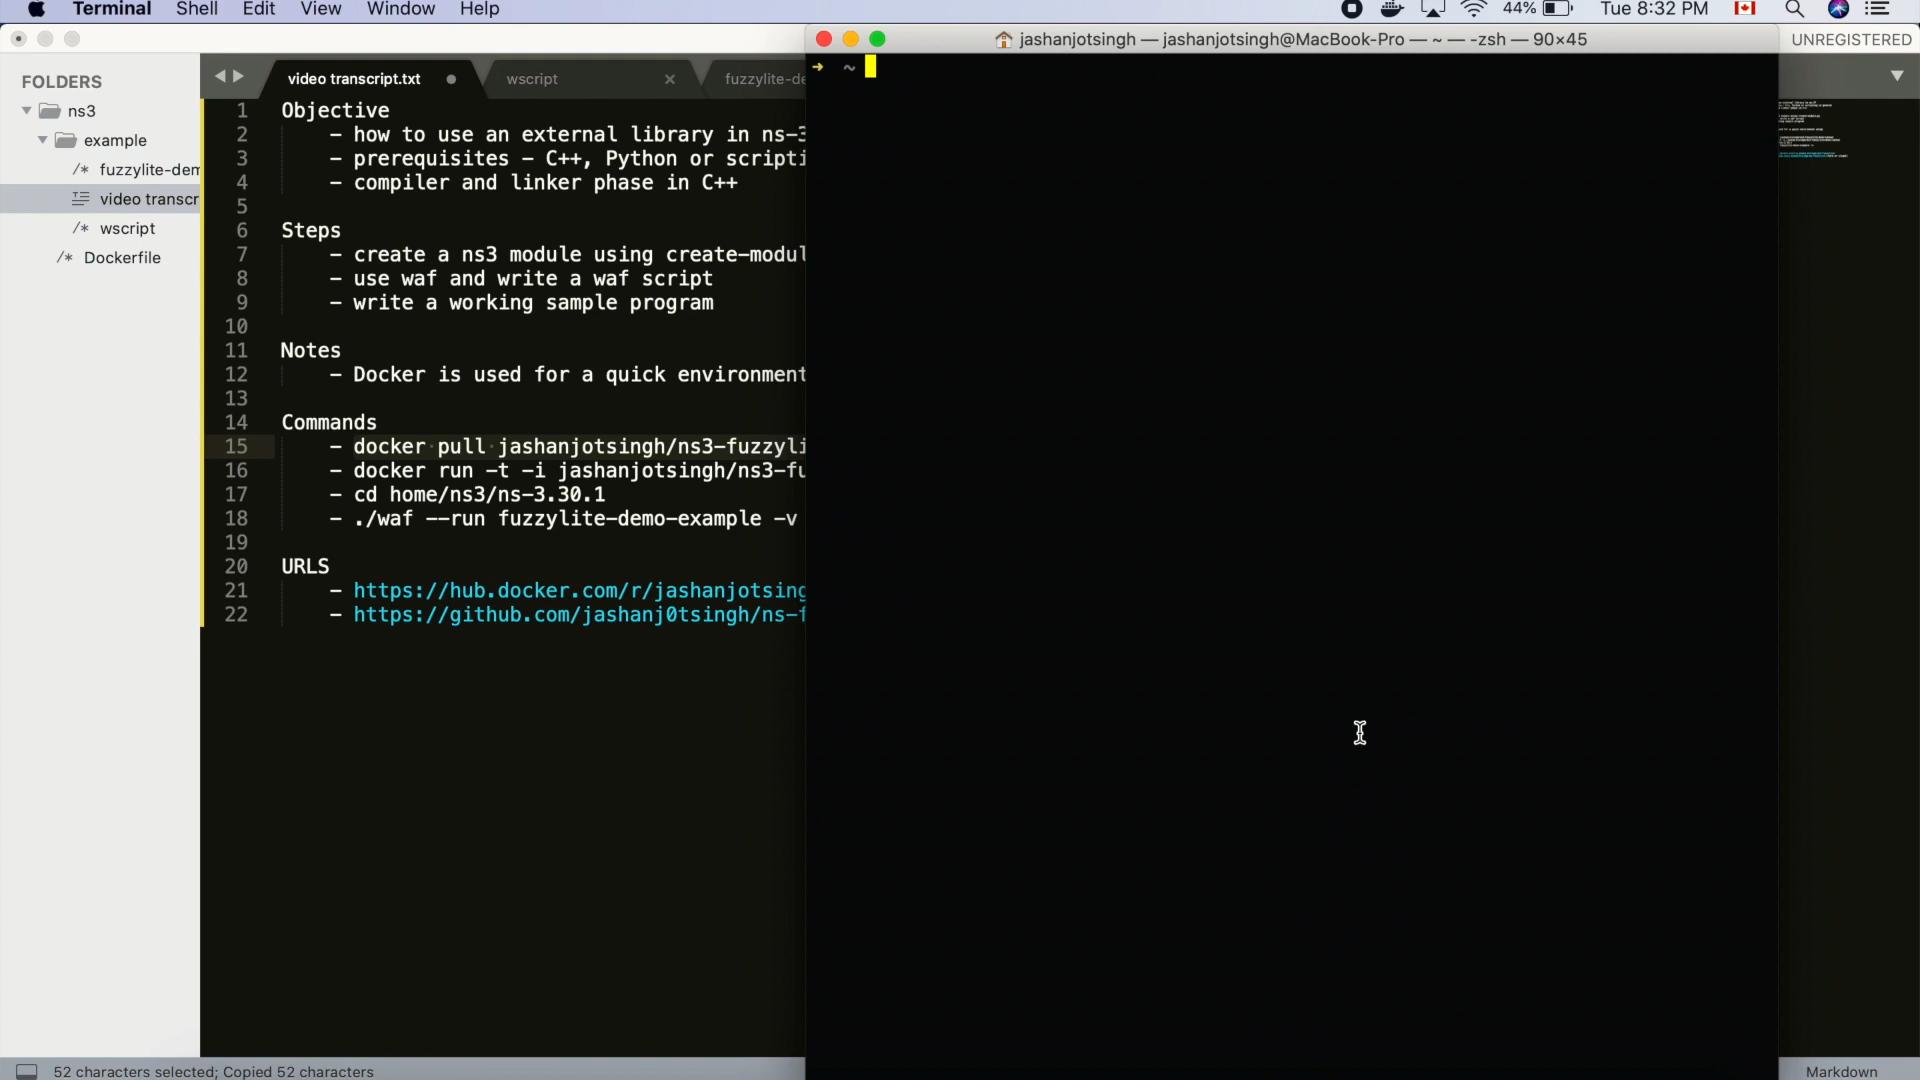 Terminal Shell Edit View Window Help 44% Tue 8:32 PM
jashanjotsingh — jashanjotsingh@MacBook-Pro — ~ — -zsh — 90×45
UNREGISTERED
FOLDERS
ns3
example
/* fuzzylite-dem
video transcr
/* wscript
/* Dockerfile
video transcript.txt wscript fuzzylite-de
1 Objective
2 - how to use an external library in ns-3
3 - prerequisites - C++, Python or scripti
4 - compiler and linker phase in C++
5
6 Steps
7 - create a ns3 module using create-modul
8 - use waf and write a waf script
9 - write a working sample program
10
11 Notes
12 - Docker is used for a quick environment
13
14 Commands
15 - docker pull jashanjotsingh/ns3-fuzzyli
16 - docker run -t -i jashanjotsingh/ns3-fu
17 - cd home/ns3/ns-3.30.1
18 - ./waf --run fuzzylite-demo-example -v
19
20 URLS
21 - https://hub.docker.com/r/jashanjotsing
22 - https://github.com/jashanj0tsingh/ns-f
➜ ~
52 characters selected; Copied 52 characters
Markdown